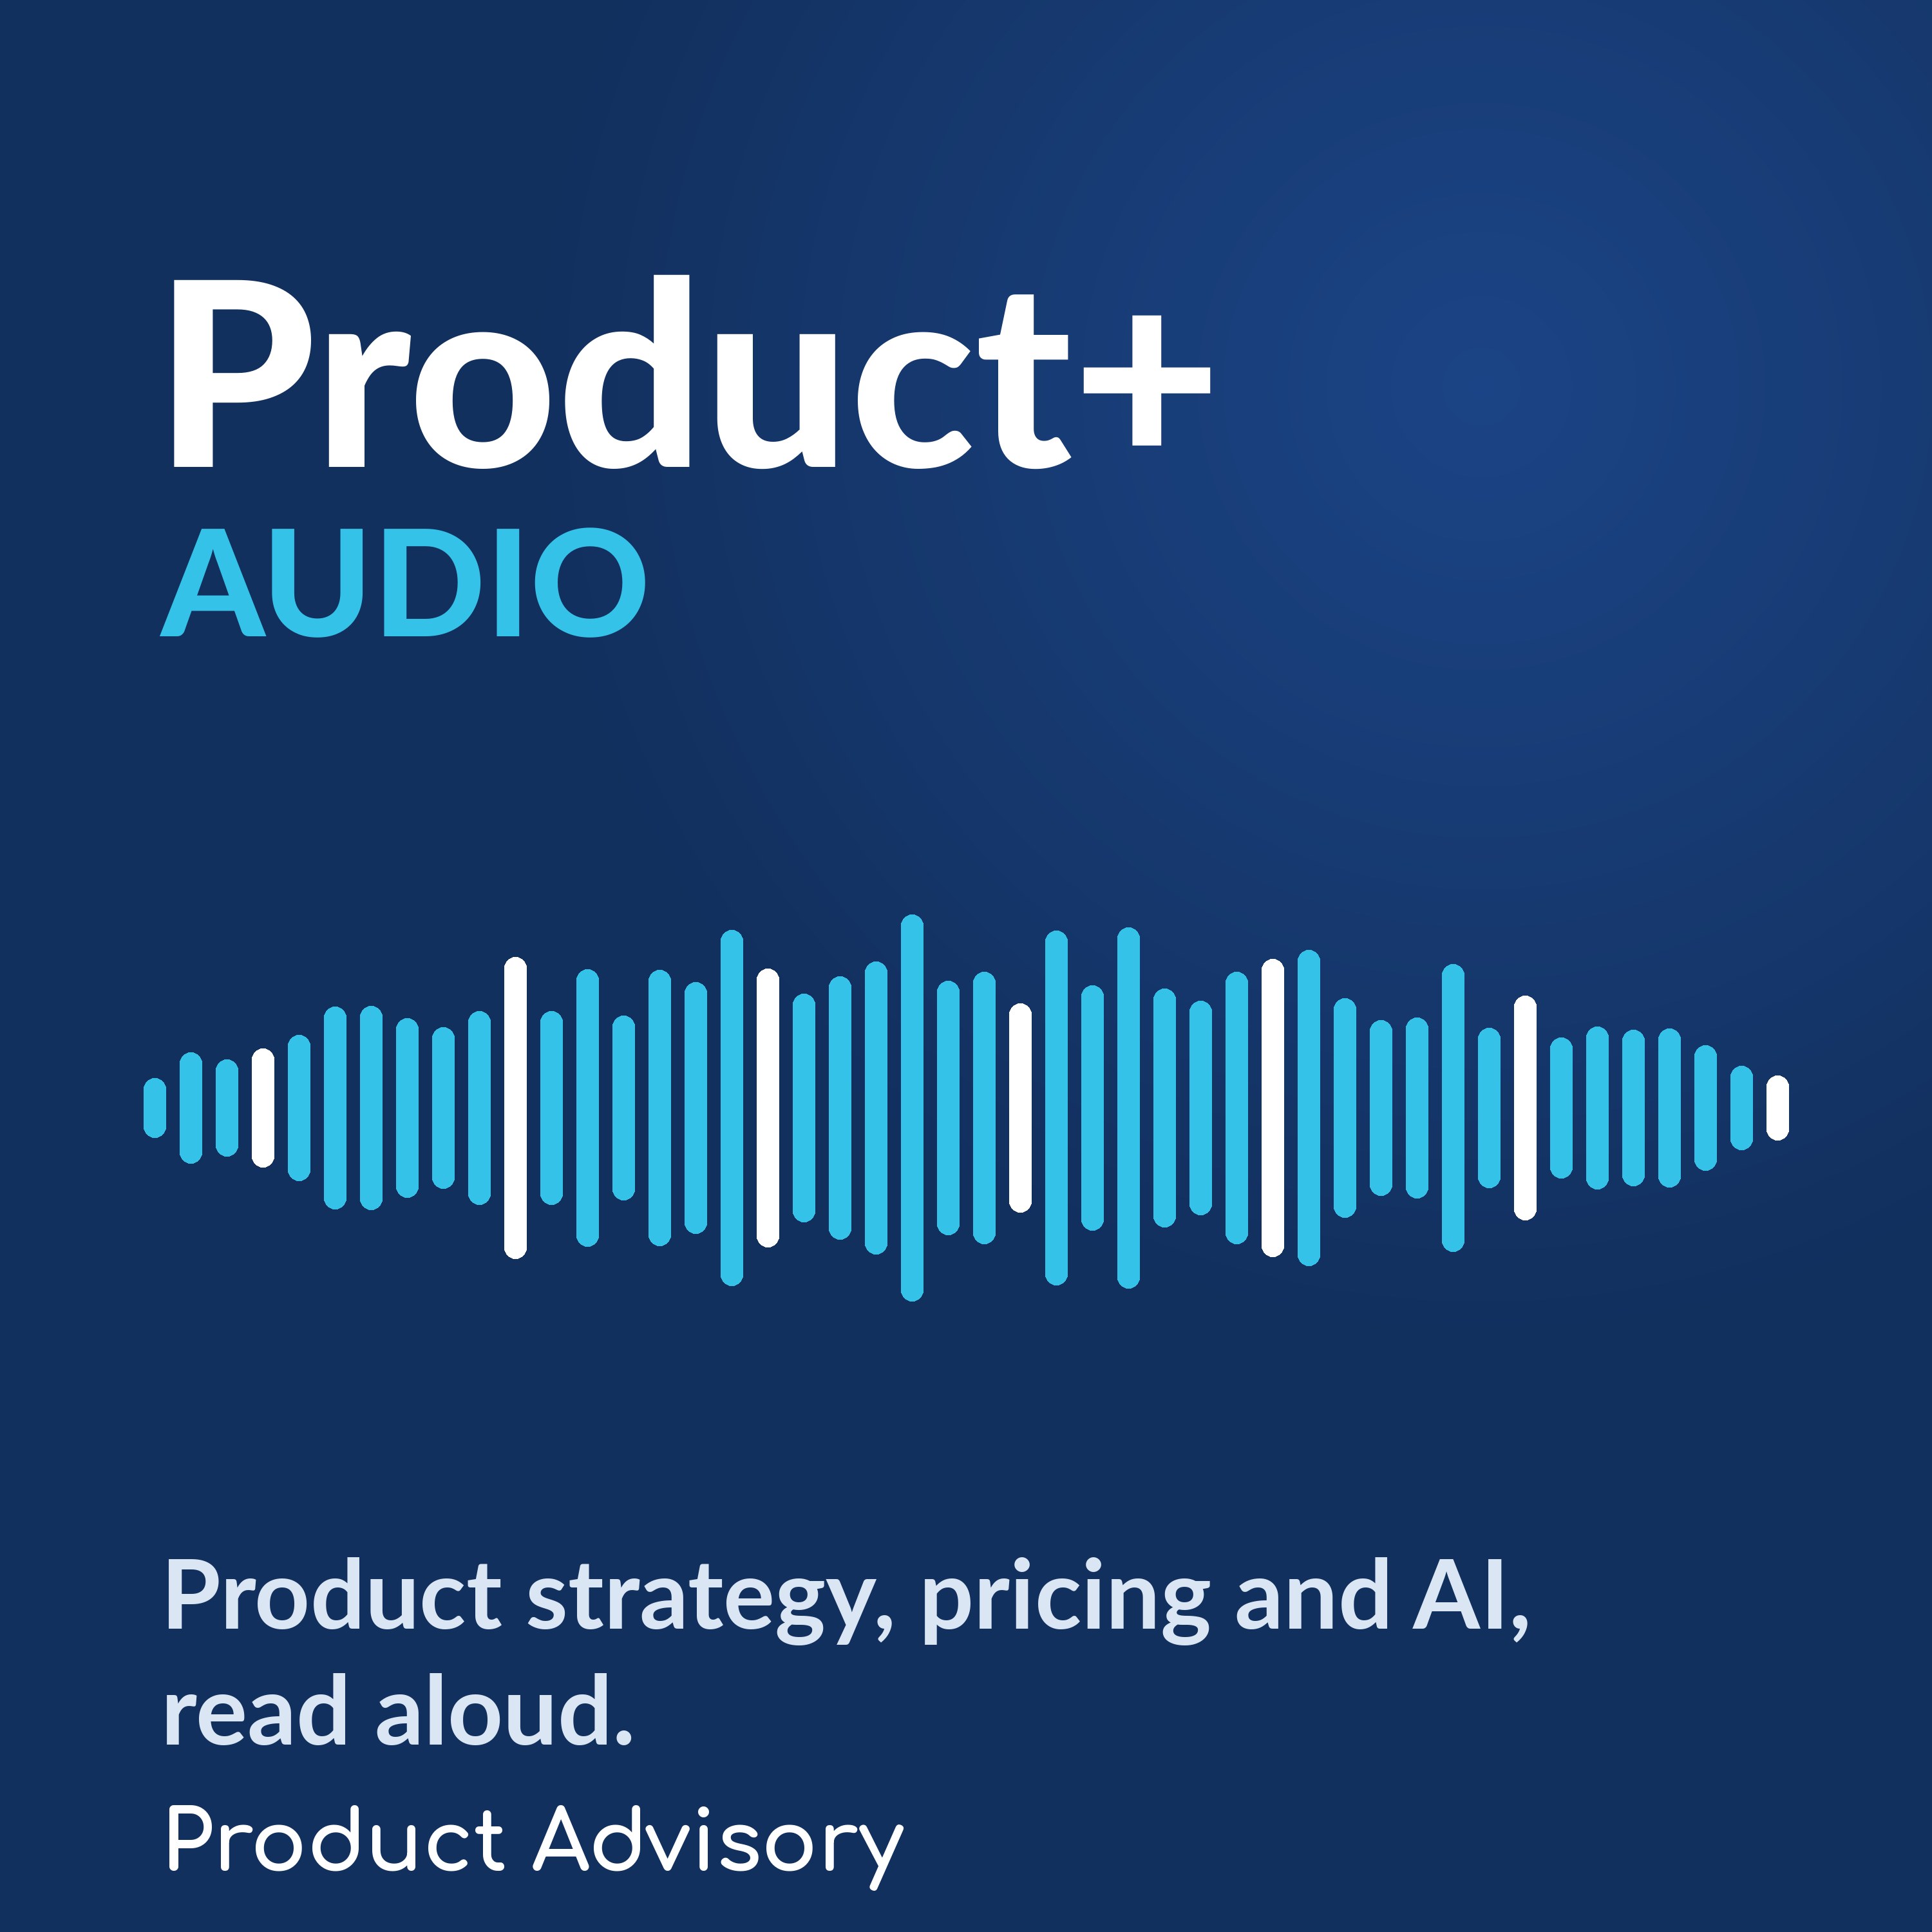 Product+
AUDIO
Product strategy, pricing and AI,
read aloud.
Product Advisory